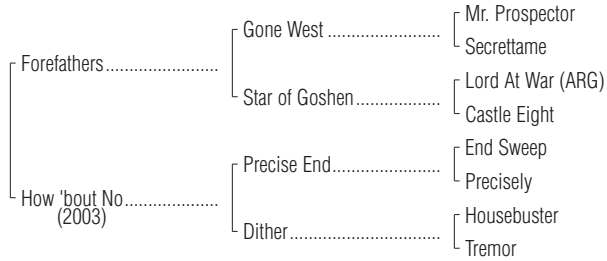 Mr. Prospector
Gone West
Secrettame
Forefathers
Lord At War (ARG)
Star of Goshen
Castle Eight
End Sweep
Precise End
Precisely
How 'bout No
(2003)
Housebuster
Dither
Tremor